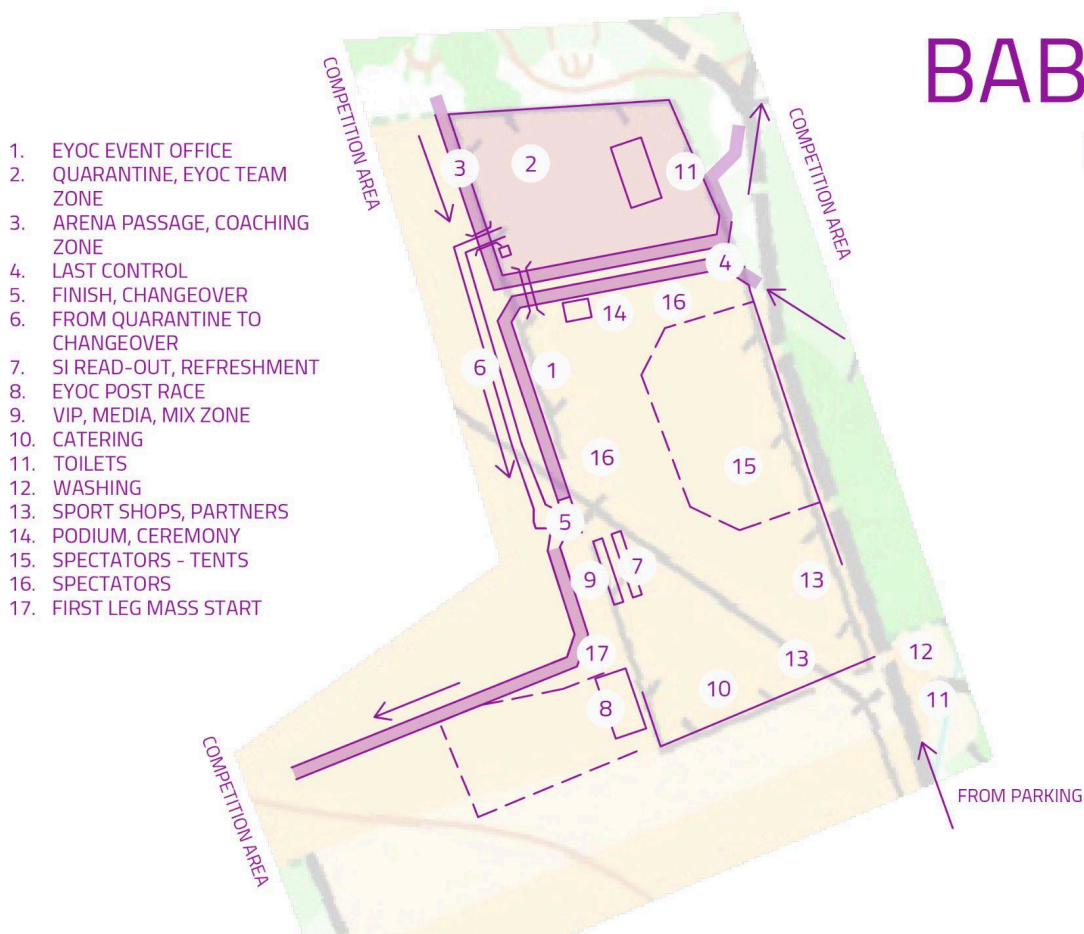 BAB
1. EYOC EVENT OFFICE
2. QUARANTINE, EYOC TEAM
ZONE
3. ARENA PASSAGE, COACHING
ZONE
4. LAST CONTROL
5. FINISH, CHANGEOVER
6. FROM QUARANTINE TO
CHANGEOVER
7. SI READ-OUT, REFRESHMENT
8. EYOC POST RACE
9. VIP, MEDIA, MIX ZONE
10. CATERING
11. TOILETS
12. WASHING
13. SPORT SHOPS, PARTNERS
14. PODIUM, CEREMONY
15. SPECTATORS - TENTS
16. SPECTATORS
17. FIRST LEG MASS START
COMPETITION AREA
COMPETITION AREA
3
2
11
4
14
16
6
1
16
15
5
9
7
13
17
13
12
10
8
11
COMPETITION AREA
FROM PARKING